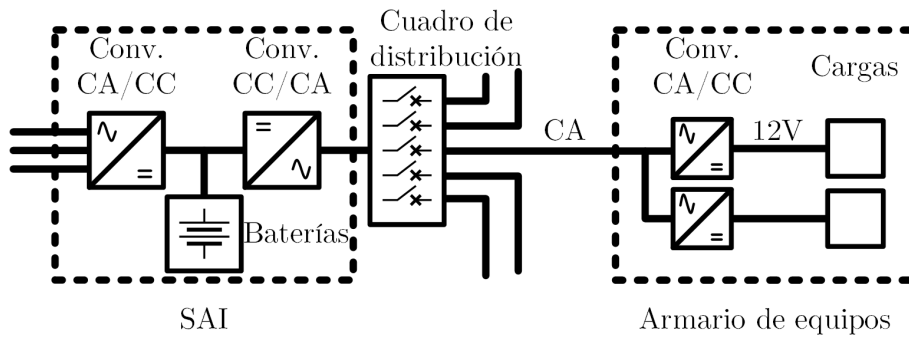 Conv.
CA/CC
Conv.
CC/CA
Baterías
SAI
Cuadro de
distribución
CA
Conv.
CA/CC
Cargas
12V
Armario de equipos